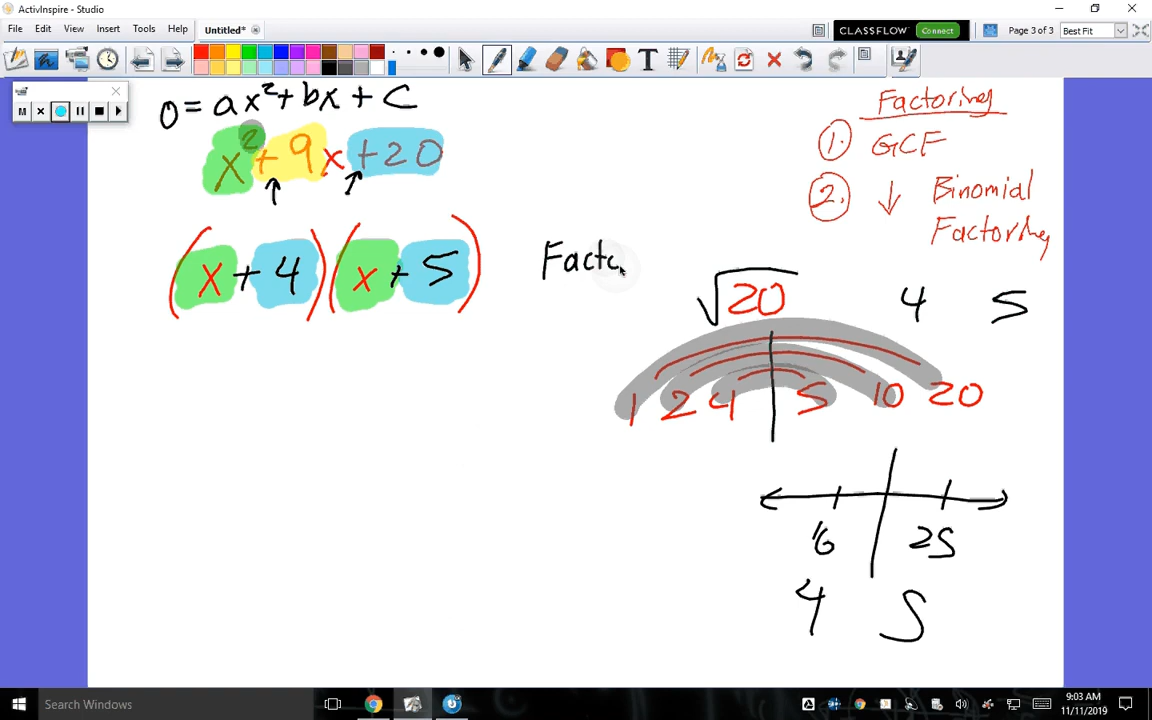 ActivInspire - Studio
File Edit View Insert Tools Help Untitled* CLASSFLOW Connect Page 3 of 3 Best Fit
M
0 = ax² + bx + C
x² + 9x + 20
(x + 4)(x + 5)
Factoring
1. GCF
2. ↓ Binomial
Factoring
Facto
√20 4 5
1 2 4 5 10 20
16 25
4 5
Search Windows
9:03 AM
11/11/2019